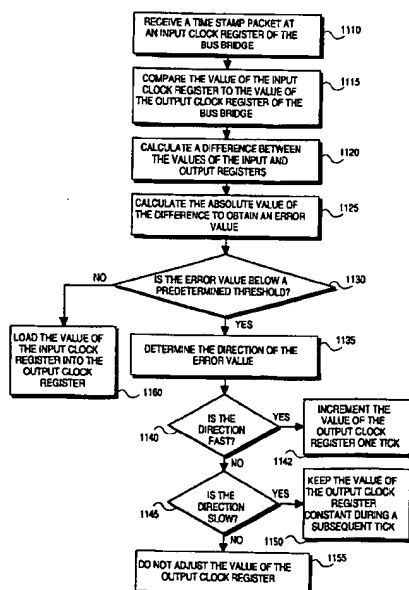 RECEIVE A TIME STAMP PACKET AT
AN INPUT CLOCK REGISTER OF THE
BUS BRIDGE
1110
COMPARE THE VALUE OF THE INPUT
CLOCK REGISTER TO THE VALUE OF
THE OUTPUT CLOCK REGISTER OF THE
BUS BRIDGE
1115
CALCULATE A DIFFERENCE BETWEEN
THE VALUES OF THE INPUT AND
OUTPUT REGISTERS
1120
CALCULATE THE ABSOLUTE VALUE OF
THE DIFFERENCE TO OBTAIN AN ERROR
VALUE
1125
IS THE ERROR VALUE BELOW A
PREDETERMINED THRESHOLD?
1130
NO
YES
LOAD THE VALUE OF
THE INPUT CLOCK
REGISTER INTO THE
OUTPUT CLOCK
REGISTER
1160
DETERMINE THE DIRECTION OF THE
ERROR VALUE
1135
IS THE
DIRECTION
FAST?
1140
YES
NO
INCREMENT THE
VALUE OF THE
OUTPUT CLOCK
REGISTER ONE TICK
1142
IS THE
DIRECTION
SLOW?
1145
YES
NO
KEEP THE VALUE
OF THE OUTPUT CLOCK
REGISTER
CONSTANT DURING A
SUBSEQUENT TICK
1150
DO NOT ADJUST THE VALUE OF THE
OUTPUT CLOCK REGISTER
1155